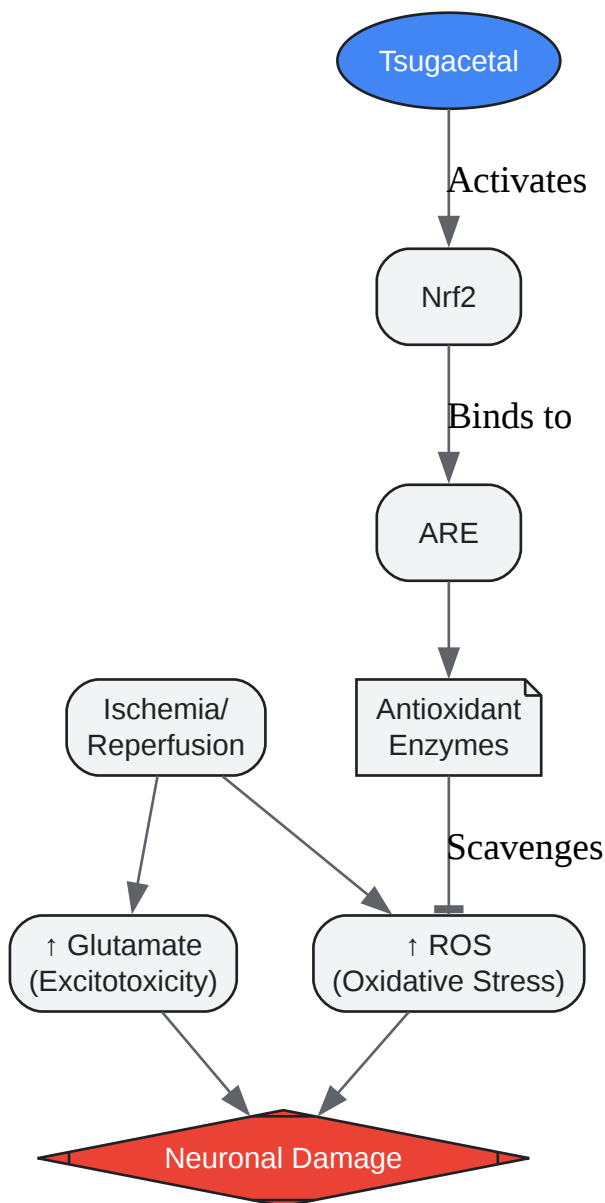 Tsugacetal
Activates
Nrf2
Binds to
ARE
Ischemia/
Reperfusion
Antioxidant
Enzymes
Scavenges
↑ Glutamate
(Excitotoxicity)
↑ ROS
(Oxidative Stress)
Neuronal Damage